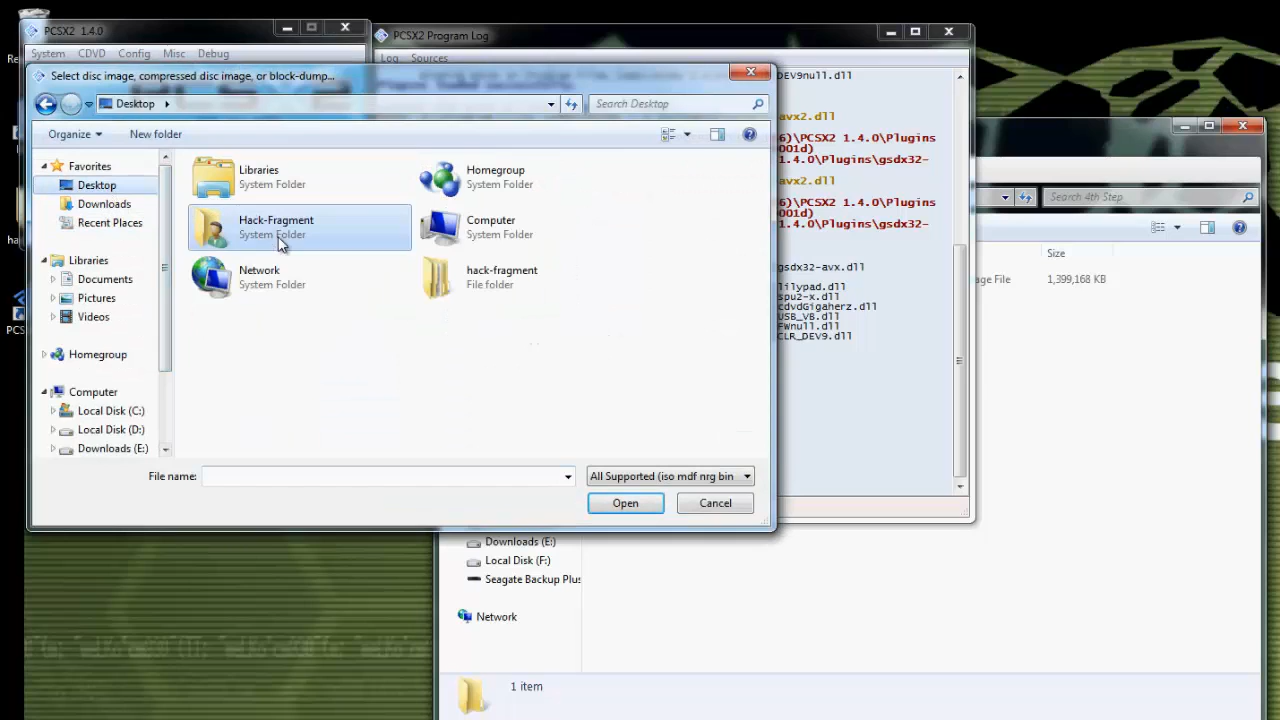 PCSX2 1.4.0
System CDVD Config Misc Debug
PCSX2 Program Log
Log Sources
DEV9null.dll
avx2.dll
6)\PCSX2 1.4.0\Plugins
001d)
1.4.0\Plugins\gsdx32-
avx2.dll
6)\PCSX2 1.4.0\Plugins
001d)
1.4.0\Plugins\gsdx32-
gsdx32-avx.dll
lilypad.dll
spu2-x.dll
cdvdGigaherz.dll
USB_VB.dll
FWnull.dll
CLR_DEV9.dll
Select disc image, compressed disc image, or block-dump...
Desktop
Search Desktop
Organize New folder
Favorites
Desktop
Downloads
Recent Places
Libraries
Documents
Pictures
Videos
Homegroup
Computer
Local Disk (C:)
Local Disk (D:)
Downloads (E:)
Libraries
System Folder
Homegroup
System Folder
Hack-Fragment
System Folder
Computer
System Folder
Network
System Folder
hack-fragment
File folder
File name:
All Supported (iso mdf nrg bin
Open Cancel
Search 4th Step
Size
age File 1,399,168 KB
Downloads (E:)
Local Disk (F:)
Seagate Backup Plus
Network
1 item
Re
ha
PCS